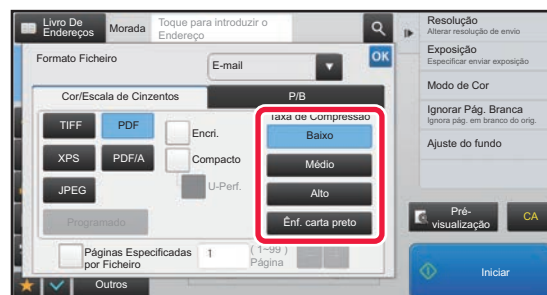 Livro De
Endereços
Morada
Toque para introduzir o
Endereço
Formato Ficheiro
E-mail
OK
Cor/Escala de Cinzentos
P/B
TIFF
PDF
Encri.
XPS
PDF/A
Compacto
JPEG
U-Perf.
Programado
Taxa de Compressão
Baixo
Médio
Alto
Ênf. carta preto
Páginas Especificadas
por Ficheiro
1
( 1~99 )
Página
Outros
Resolução
Alterar resolução de envio
Exposição
Especificar enviar exposição
Modo de Cor
Ignorar Pág. Branca
Ignora pág. em branco do orig.
Ajuste do fundo
Pré-
visualização
CA
Iniciar